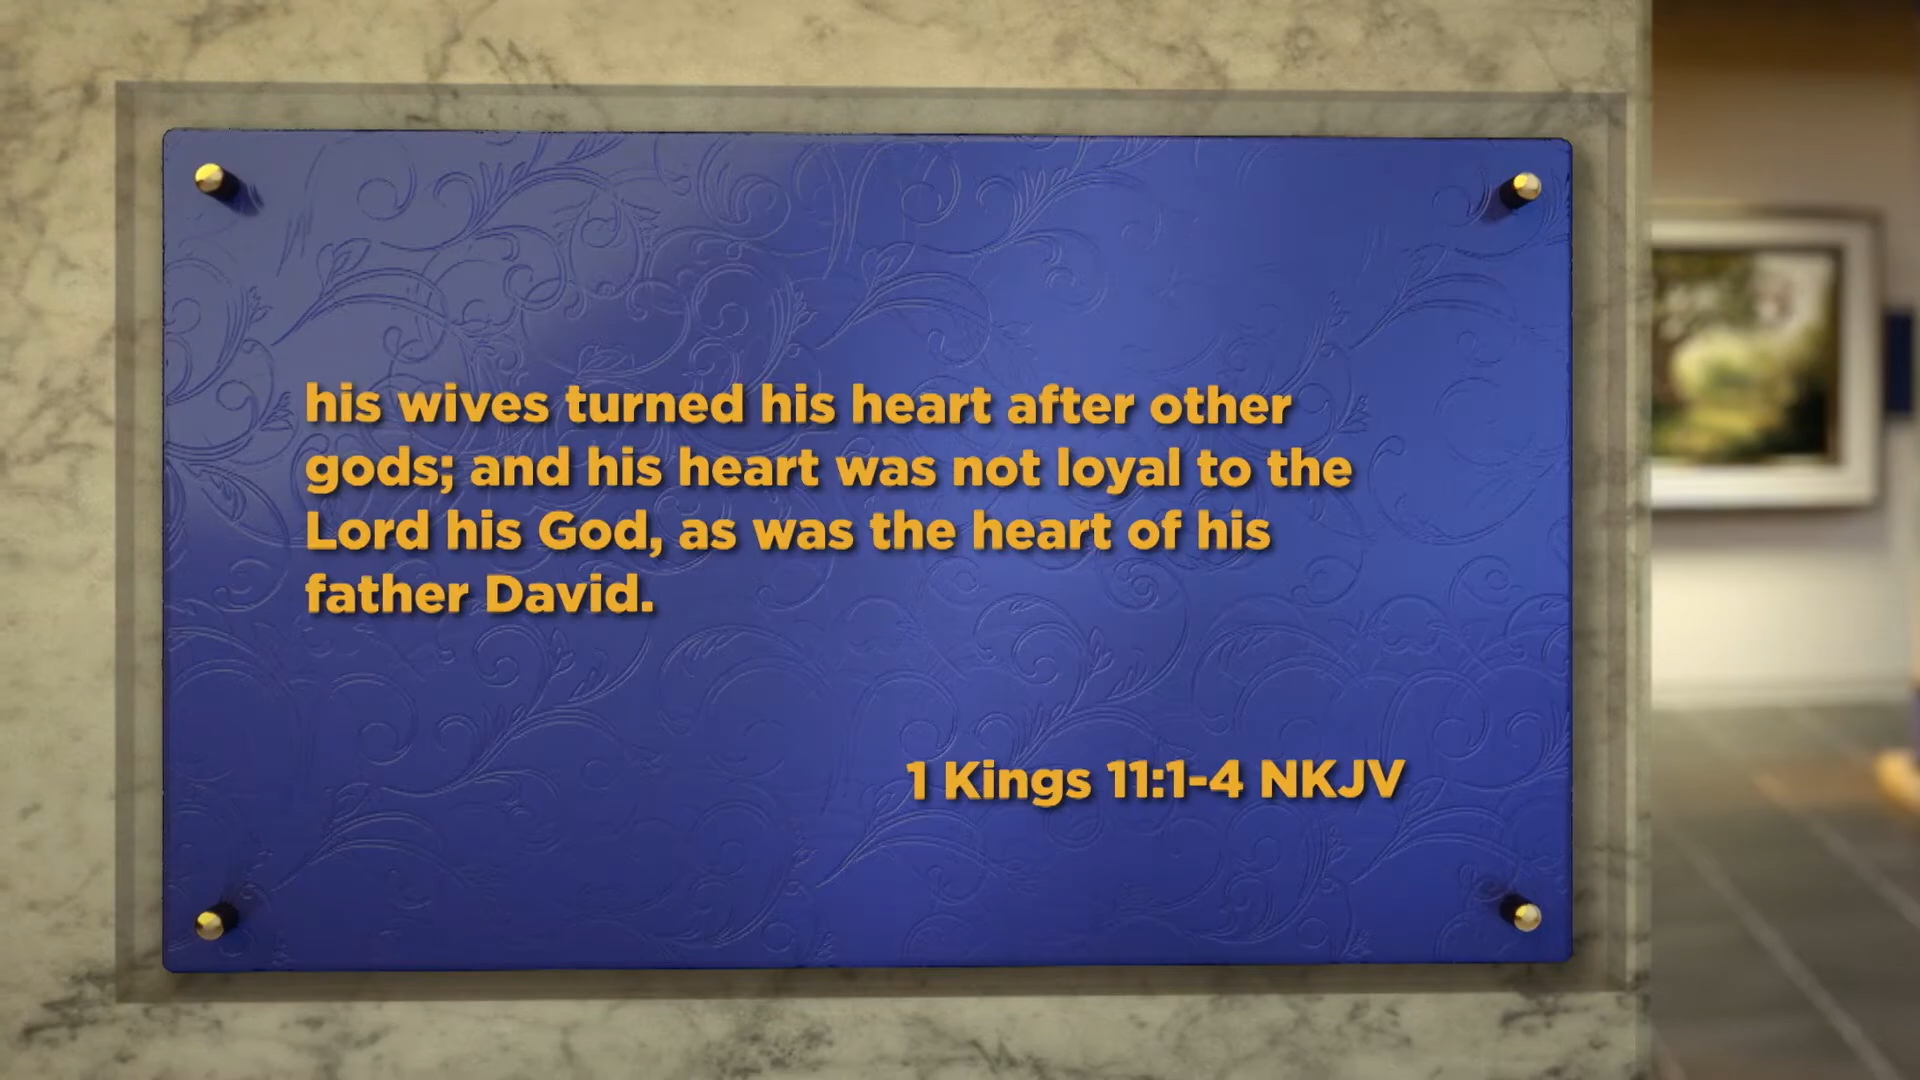 his wives turned his heart after other
gods; and his heart was not loyal to the
Lord his God, as was the heart of his
father David.
1 Kings 11:1-4 NKJV